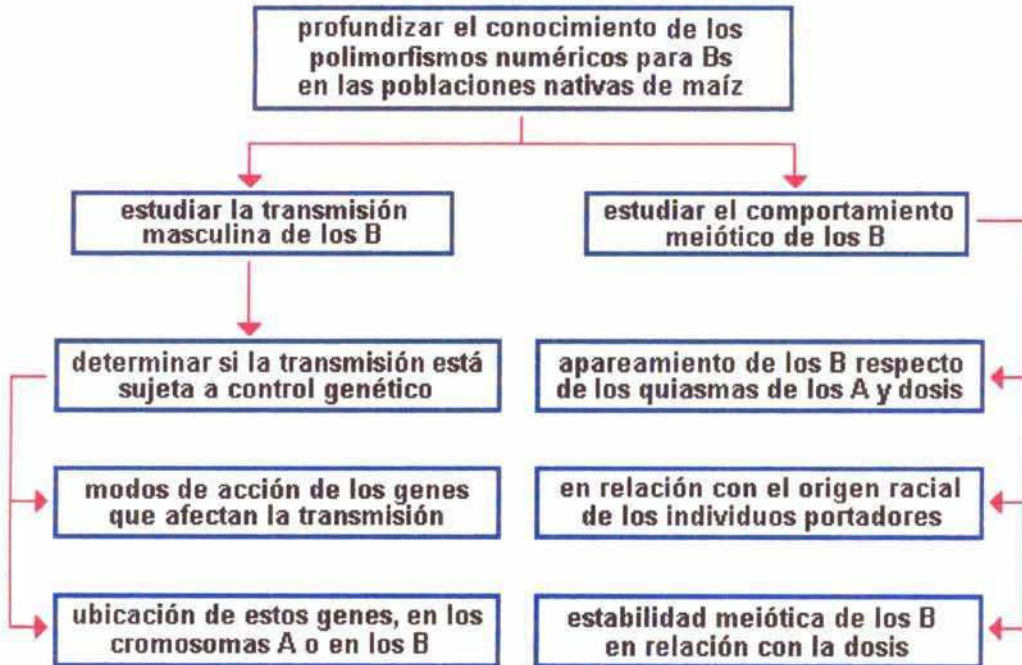 profundizar el conocimiento de los
polimorfismos numéricos para Bs
en las poblaciones nativas de maíz
estudiar la transmisión
masculina de los B
estudiar el comportamiento
meiótico de los B
determinar si la transmisión está
sujeta a control genético
apareamiento de los B respecto
de los quiasmas de los A y dosis
modos de acción de los genes
que afectan la transmisión
en relación con el origen racial
de los individuos portadores
ubicación de estos genes, en los
cromosomas A o en los B
estabilidad meiótica de los B
en relación con la dosis